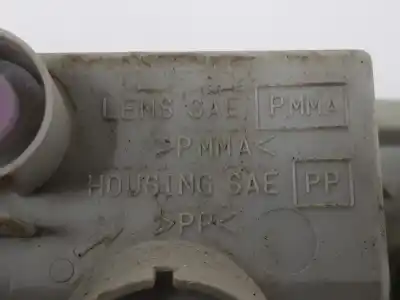 LENS SAE PMMA
>PMMA<
HOUSING SAE PP
>PP<